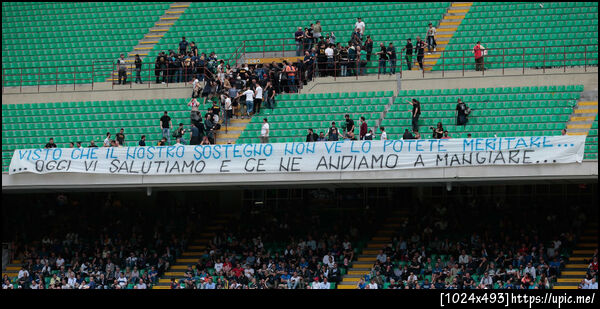 VISTO CHE IL NOSTRO SOSTEGNO NON VE LO POTETE MERITARE...
... OGGI VI SALUTIAMO E CE NE ANDIAMO A MANGIARE...
[1024x493]https://upic.me/